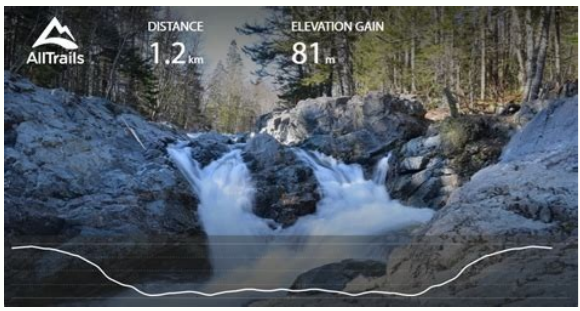 AllTrails
DISTANCE
1.2 km
ELEVATION GAIN
81 m